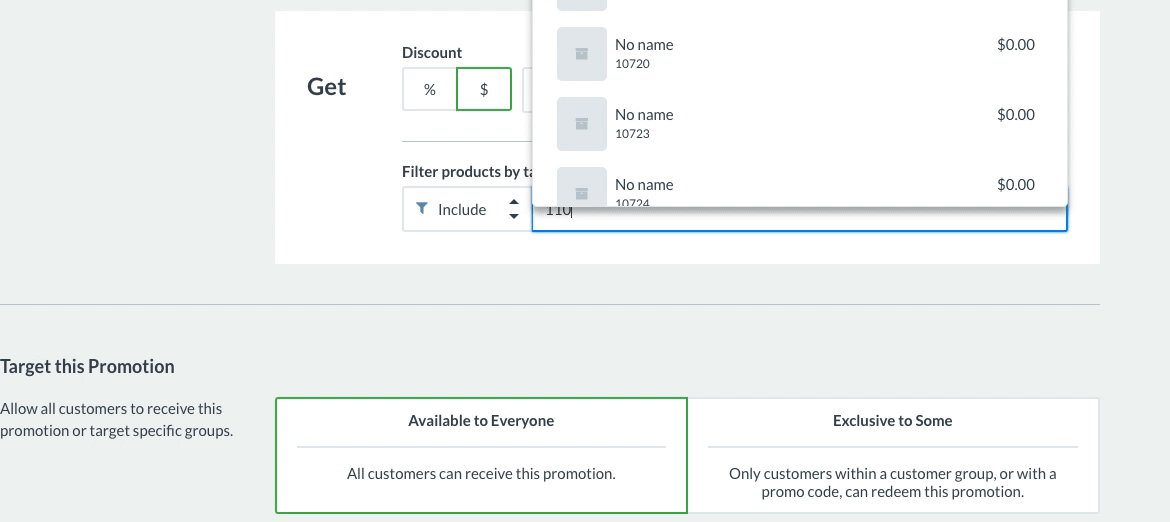 No name
$0.00
10720
Discount
Get
%
$
No name
$0.00
10723
Filter products by ta
No name
$0.00
10724
Include
110
Target this Promotion
Allow all customers to receive this
promotion or target specific groups.
Available to Everyone
All customers can receive this promotion.
Exclusive to Some
Only customers within a customer group, or with a
promo code, can redeem this promotion.